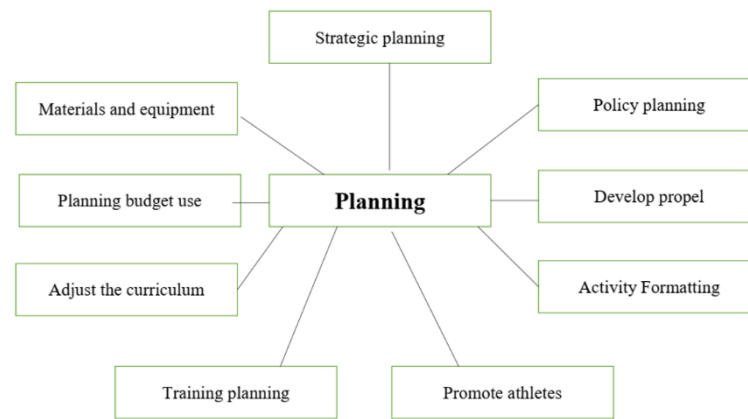 Strategic planning
Materials and equipment
Policy planning
Planning budget use
Planning
Develop propel
Adjust the curriculum
Activity Formatting
Training planning
Promote athletes